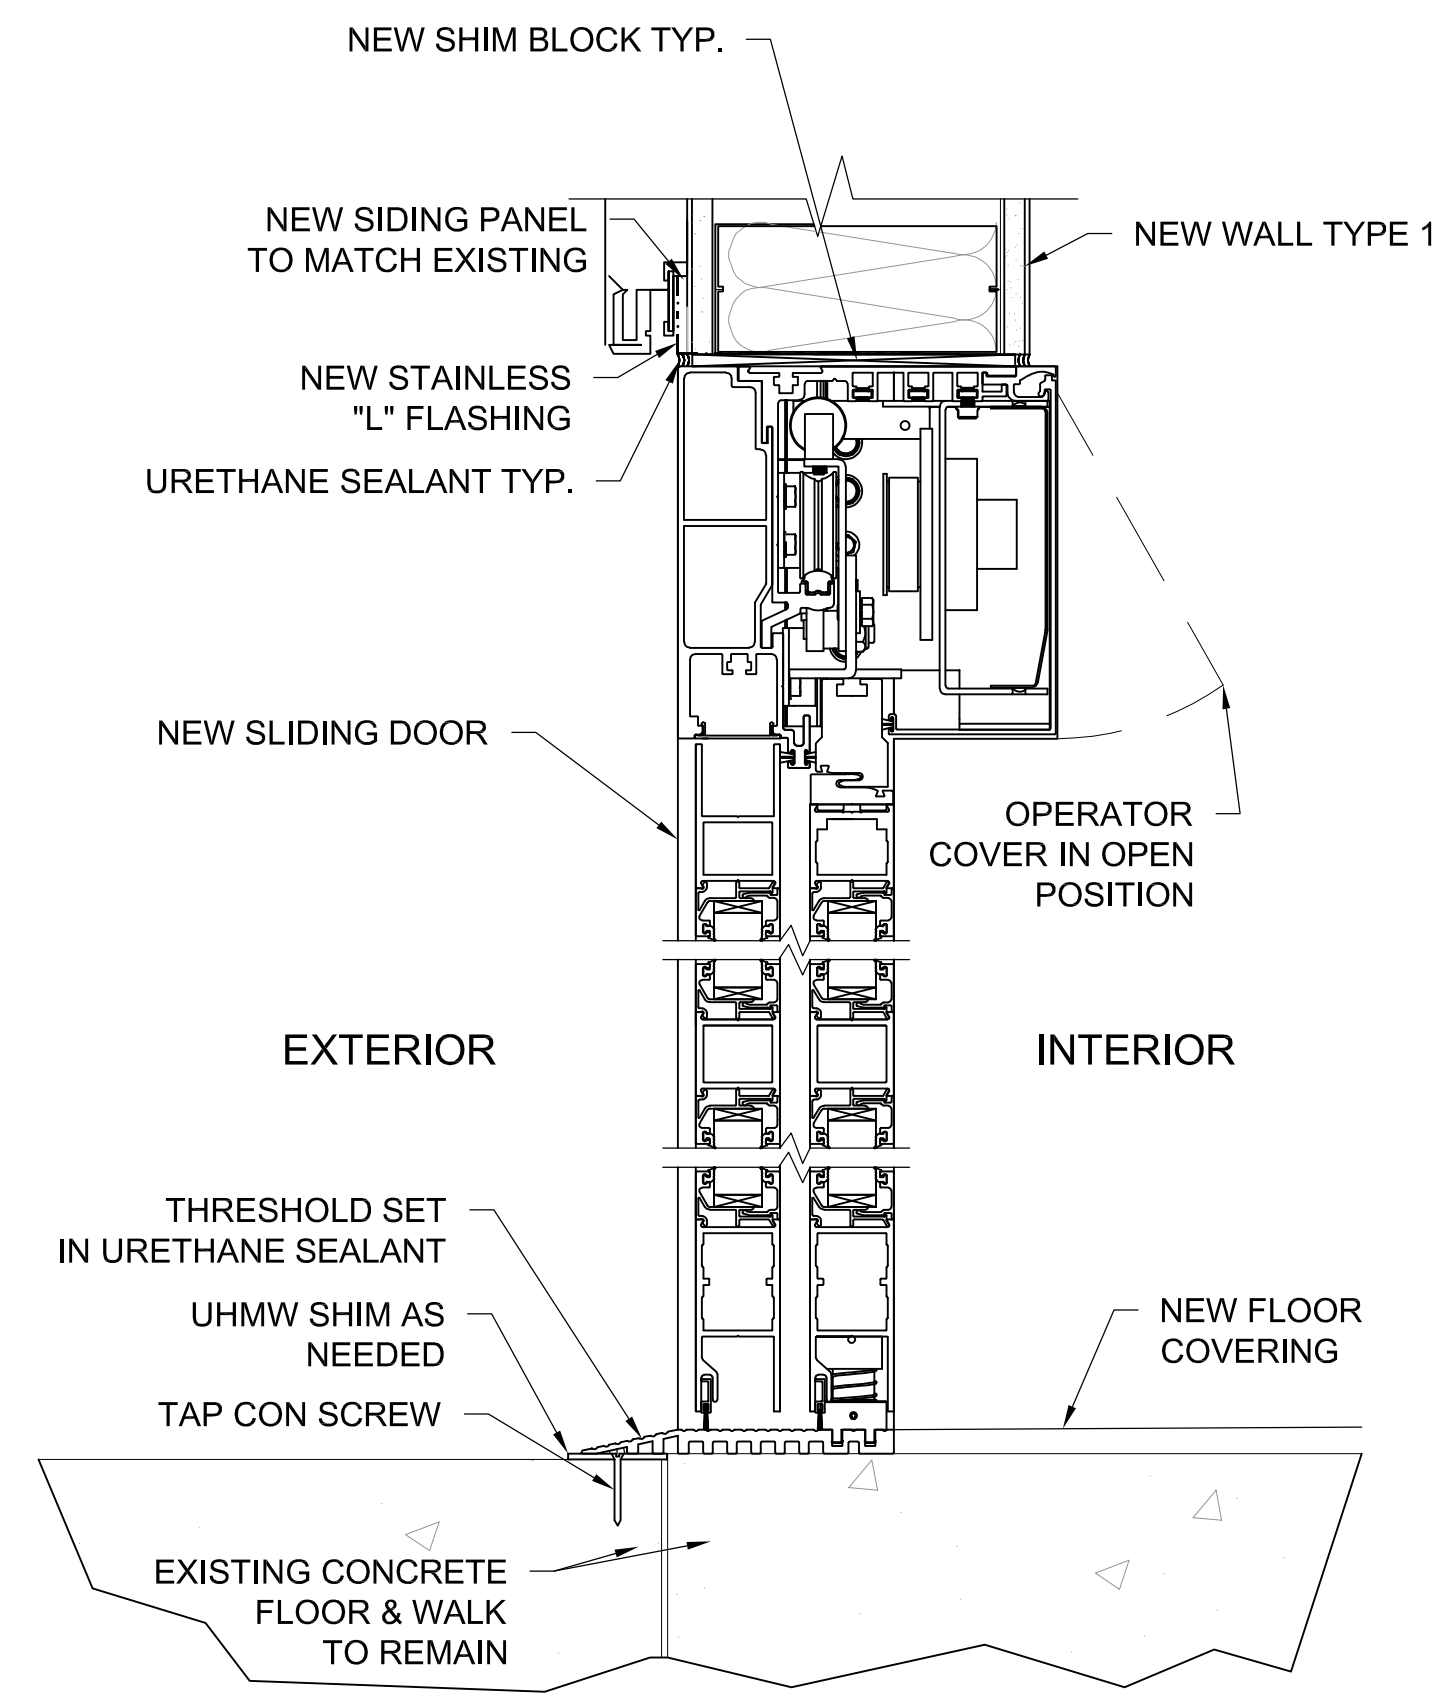 NEW SHIM BLOCK TYP.
NEW SIDING PANEL
TO MATCH EXISTING
NEW WALL TYPE 1
NEW STAINLESS
"L" FLASHING
URETHANE SEALANT TYP.
NEW SLIDING DOOR
OPERATOR
COVER IN OPEN
POSITION
EXTERIOR
INTERIOR
THRESHOLD SET
IN URETHANE SEALANT
UHMW SHIM AS
NEEDED
TAP CON SCREW
NEW FLOOR
COVERING
EXISTING CONCRETE
FLOOR & WALK
TO REMAIN